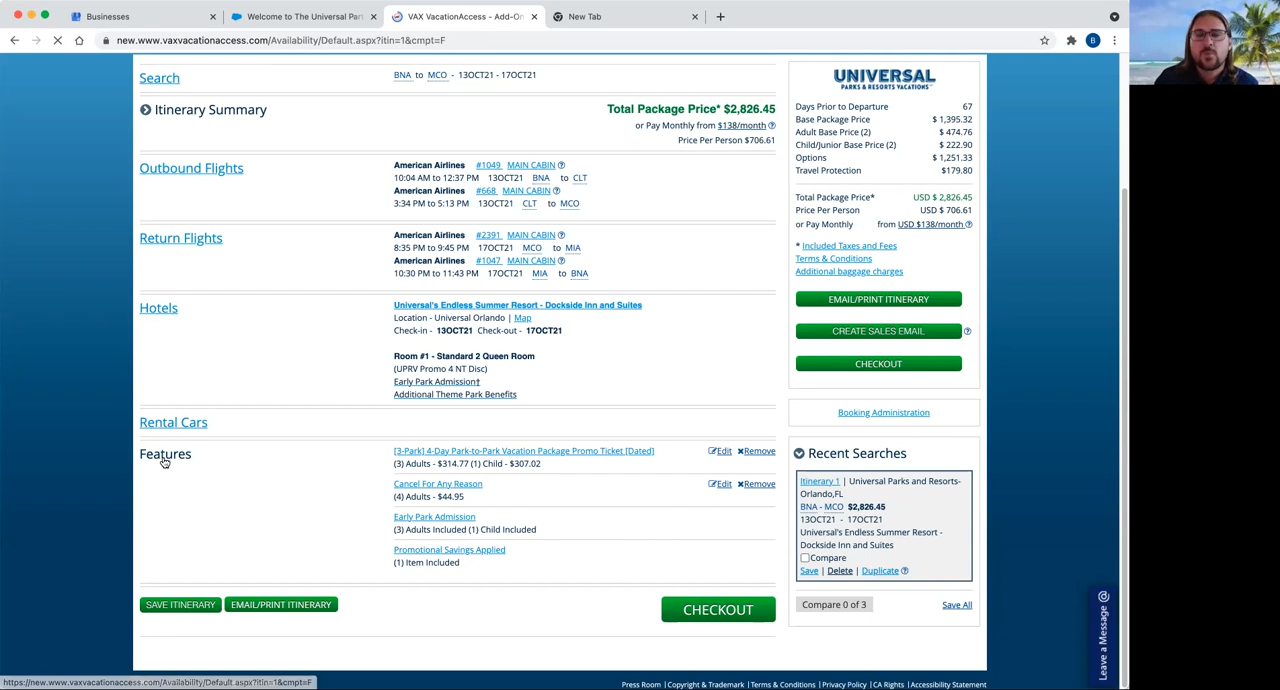 Businesses
Welcome to The Universal Par
VAX VacationAccess - Add-On
New Tab
new.www.vaxvacationaccess.com/Availability/Default.aspx?itin=1&cmpt=F
B
Search
BNA to MCO - 13OCT21 - 17OCT21
Itinerary Summary
Total Package Price* $2,826.45
or Pay Monthly from $138/month
Price Per Person $706.61
Outbound Flights
American Airlines #1049 MAIN CABIN
10:04 AM to 12:37 PM 13OCT21 BNA to CLT
American Airlines #668 MAIN CABIN
3:34 PM to 5:13 PM 13OCT21 CLT to MCO
Return Flights
American Airlines #2391 MAIN CABIN
8:35 PM to 9:45 PM 17OCT21 MCO to MIA
American Airlines #1047 MAIN CABIN
10:30 PM to 11:43 PM 17OCT21 MIA to BNA
Hotels
Universal's Endless Summer Resort - Dockside Inn and Suites
Location - Universal Orlando | Map
Check-in - 13OCT21 Check-out - 17OCT21
Room #1 - Standard 2 Queen Room
(UPRV Promo 4 NT Disc)
Early Park Admission†
Additional Theme Park Benefits
Rental Cars
Features
[3-Park] 4-Day Park-to-Park Vacation Package Promo Ticket [Dated]
Edit Remove
(3) Adults - $314.77 (1) Child - $307.02
Cancel For Any Reason
Edit Remove
(4) Adults - $44.95
Early Park Admission
(3) Adults Included (1) Child Included
Promotional Savings Applied
(1) Item Included
SAVE ITINERARY
EMAIL/PRINT ITINERARY
CHECKOUT
UNIVERSAL
PARKS & RESORTS VACATIONS
Days Prior to Departure 67
Base Package Price $ 1,395.32
Adult Base Price (2) $ 474.76
Child/Junior Base Price (2) $ 222.90
Options $ 1,251.33
Travel Protection $179.80
Total Package Price* USD $ 2,826.45
Price Per Person USD $ 706.61
or Pay Monthly from USD $138/month
* Included Taxes and Fees
Terms & Conditions
Additional baggage charges
EMAIL/PRINT ITINERARY
CREATE SALES EMAIL
CHECKOUT
Booking Administration
Recent Searches
Itinerary 1 | Universal Parks and Resorts-
Orlando,FL
BNA - MCO $2,826.45
13OCT21 - 17OCT21
Universal's Endless Summer Resort -
Dockside Inn and Suites
Compare
Save | Delete | Duplicate
Compare 0 of 3
Save All
Leave a Message @
https://new.www.vaxvacationaccess.com/Availability/Default.aspx?itin=1&cmpt=F
Press Room | Copyright & Trademark | Terms & Conditions | Privacy Policy | CA Rights | Accessibility Statement